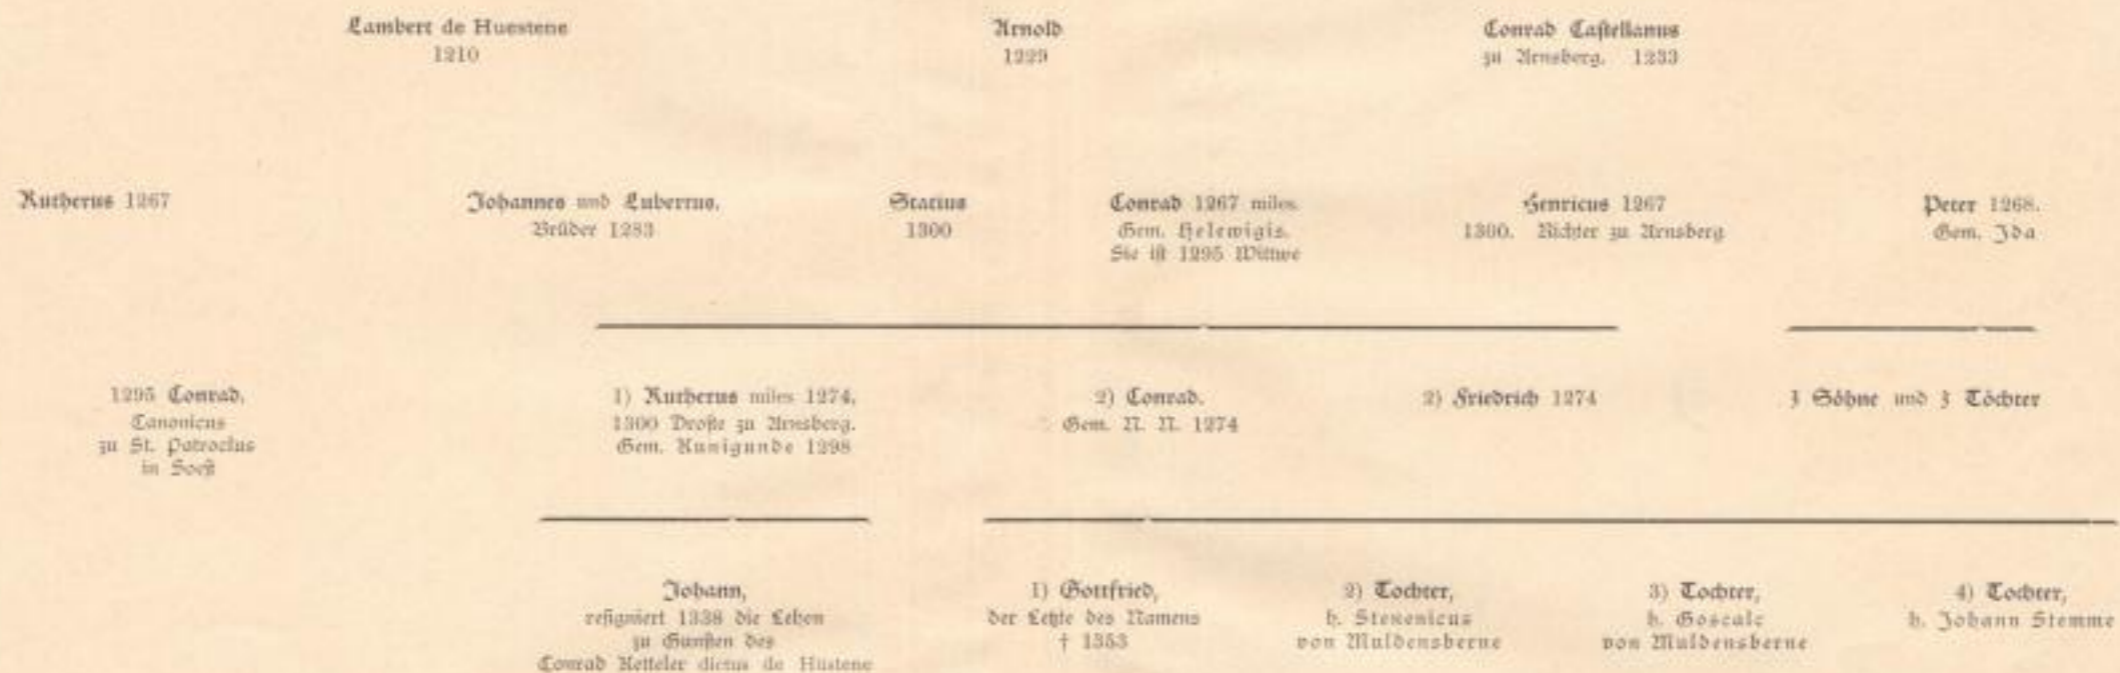 Lambert de Huestene
1210
Arnold
1229
Conrad Castellanus
zu Arnsberg. 1233
Rutherus 1267
Johannes und Lubertus.
Brüder 1283
Statius
1300
Conrad 1267 miles.
Gem. Helewigis.
Sie ist 1295 Wittwe
Henricus 1267
1300. Richter zu Arnsberg
Peter 1268.
Gem. Ida
1295 Conrad.
Canonicus
zu St. Patroclus
in Soest
1) Rutherus miles 1274.
1300 Droste zu Arnsberg.
Gem. Kunigunde 1298
2) Conrad.
Gem. N. N. 1274
2) Friedrich 1274
3 Söhne und 3 Töchter
Johann,
resigniert 1338 die Lehen
zu Gunsten des
Conrad Ketteler dictus de Hustene
1) Gottfried,
der Letzte des Namens
† 1353
2) Tochter,
h. Stenenicus
von Muldensberne
3) Tochter,
h. Goscalc
von Muldensberne
4) Tochter,
h. Johann Stemme